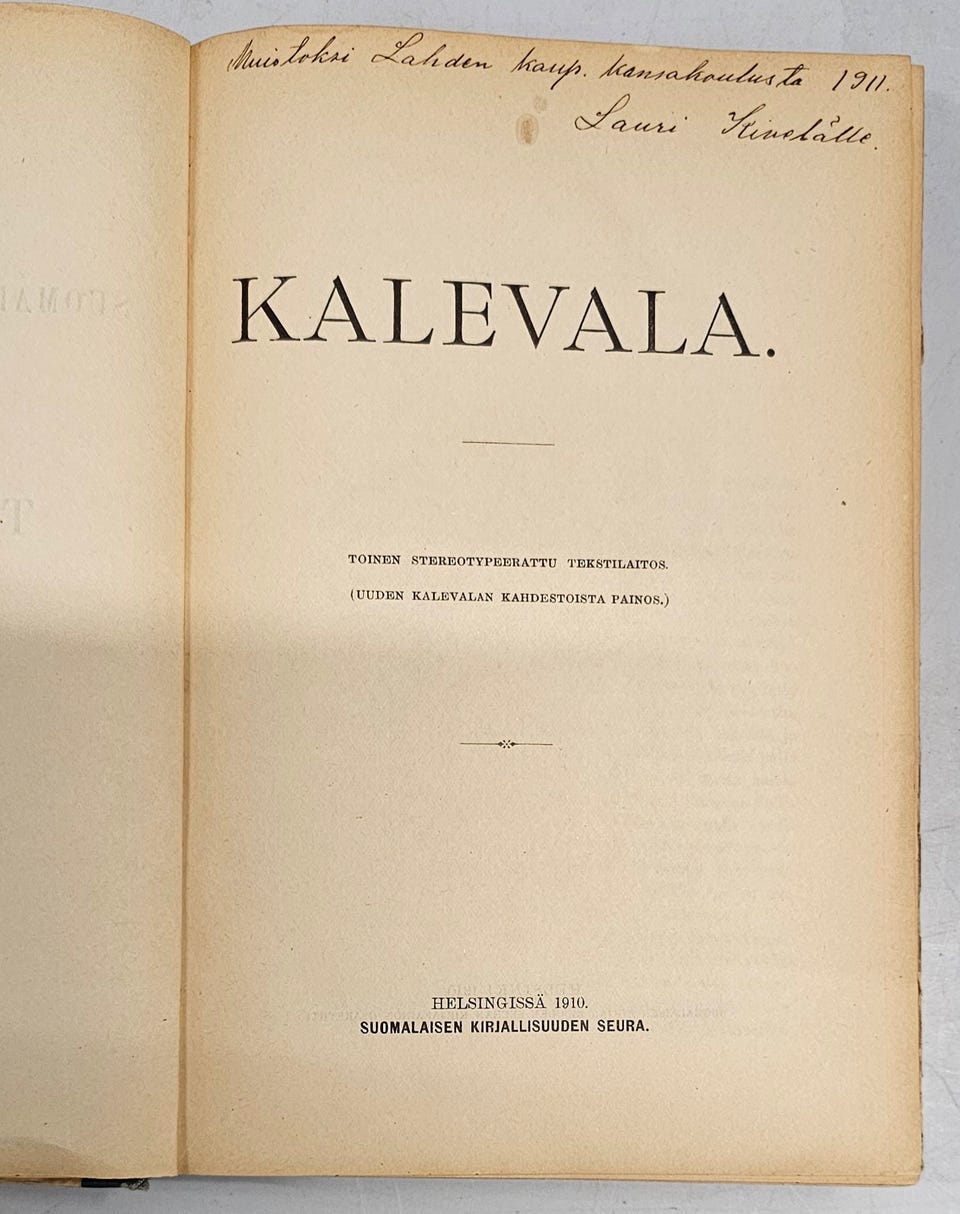 Muistoksi Lahden kaup. kansakoulusta 1911.
Lauri Kivelälle.
KALEVALA.
TOINEN STEREOTYPEERATTU TEKSTILAITOS.
(UUDEN KALEVALAN KAHDESTOISTA PAINOS.)
HELSINGISSÄ 1910.
SUOMALAISEN KIRJALLISUUDEN SEURA.